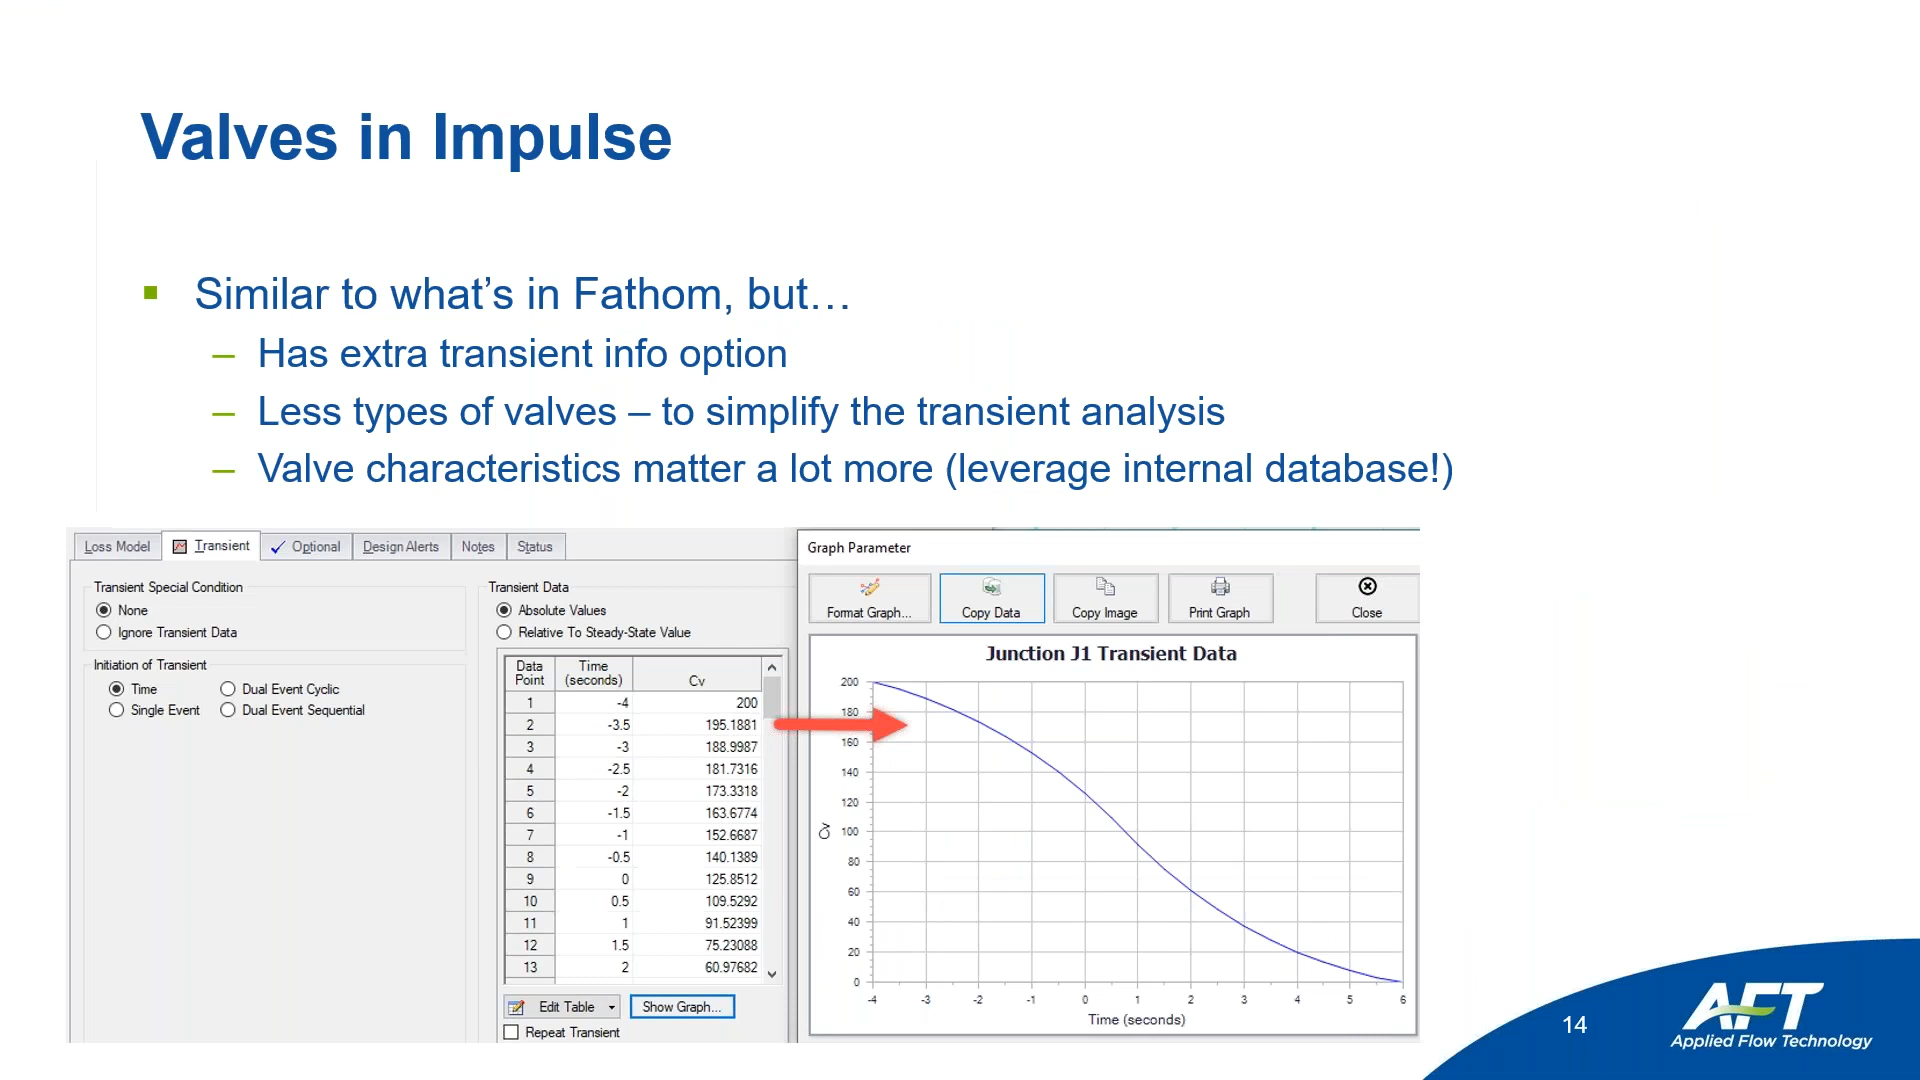 Valves in Impulse
Similar to what’s in Fathom, but…
– Has extra transient info option
– Less types of valves – to simplify the transient analysis
– Valve characteristics matter a lot more (leverage internal database!)
Loss Model Transient Optional Design Alerts Notes Status
Transient Special Condition
None
Ignore Transient Data
Initiation of Transient
Time Dual Event Cyclic
Single Event Dual Event Sequential
Transient Data
Absolute Values
Relative To Steady-State Value
Data Point Time (seconds) Cv
1 -4 200
2 -3.5 195.1881
3 -3 188.9987
4 -2.5 181.7316
5 -2 173.3318
6 -1.5 163.6774
7 -1 152.6687
8 -0.5 140.1389
9 0 125.8512
10 0.5 109.5292
11 1 91.52399
12 1.5 75.23088
13 2 60.97682
Edit Table Show Graph...
Repeat Transient
Graph Parameter
Format Graph... Copy Data Copy Image Print Graph Close
Junction J1 Transient Data
200
180
160
140
120
100
80
60
40
20
0
Cv
-4 -3 -2 -1 0 1 2 3 4 5 6
Time (seconds)
14
AFT
Applied Flow Technology